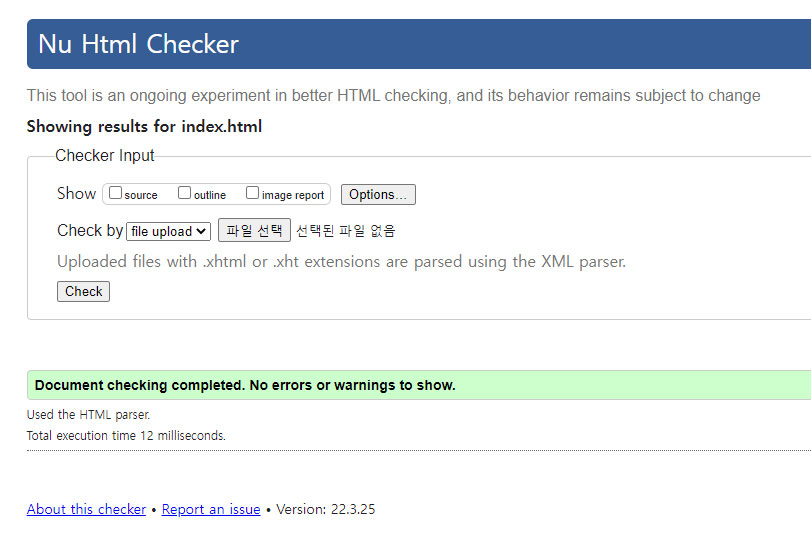 Nu Html Checker
This tool is an ongoing experiment in better HTML checking, and its behavior remains subject to change
Showing results for index.html
Checker Input
Show source outline image report Options...
Check by file upload 파일 선택 선택된 파일 없음
Uploaded files with .xhtml or .xht extensions are parsed using the XML parser.
Check
Document checking completed. No errors or warnings to show.
Used the HTML parser.
Total execution time 12 milliseconds.
About this checker • Report an issue • Version: 22.3.25